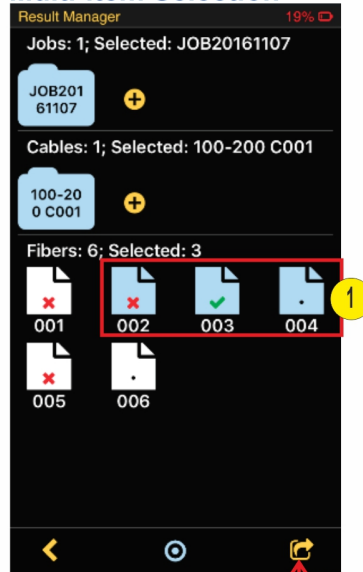 Result Manager 19%
Jobs: 1; Selected: JOB20161107
JOB201
61107
Cables: 1; Selected: 100-200 C001
100-20
0 C001
Fibers: 6; Selected: 3
001 002 003 004
1
005 006